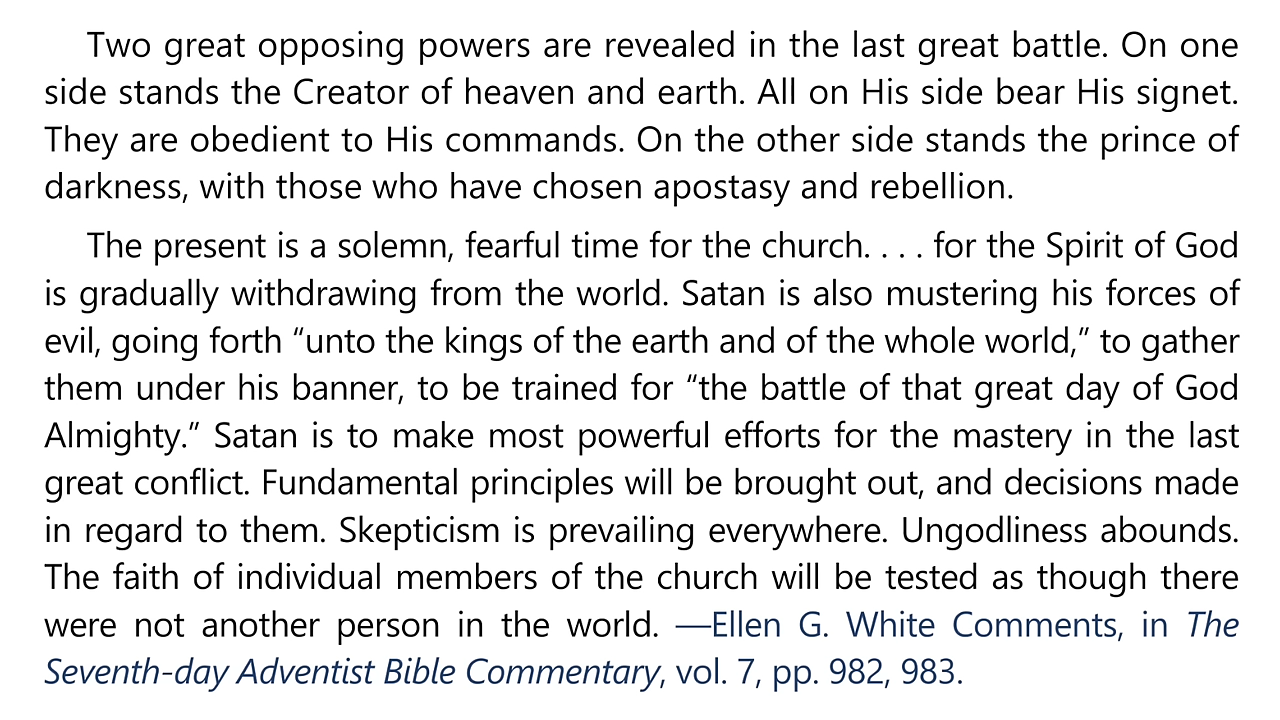 Two great opposing powers are revealed in the last great battle. On one
side stands the Creator of heaven and earth. All on His side bear His signet.
They are obedient to His commands. On the other side stands the prince of
darkness, with those who have chosen apostasy and rebellion.
The present is a solemn, fearful time for the church. . . . for the Spirit of God
is gradually withdrawing from the world. Satan is also mustering his forces of
evil, going forth “unto the kings of the earth and of the whole world,” to gather
them under his banner, to be trained for “the battle of that great day of God
Almighty.” Satan is to make most powerful efforts for the mastery in the last
great conflict. Fundamental principles will be brought out, and decisions made
in regard to them. Skepticism is prevailing everywhere. Ungodliness abounds.
The faith of individual members of the church will be tested as though there
were not another person in the world. —Ellen G. White Comments, in The
Seventh-day Adventist Bible Commentary, vol. 7, pp. 982, 983.